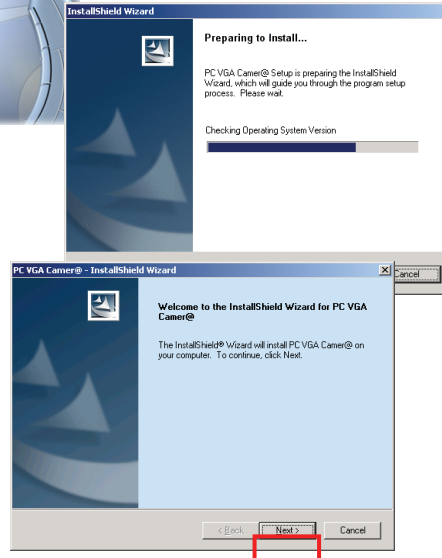 InstallShield Wizard
Preparing to Install...
PC VGA Camer@ Setup is preparing the InstallShield
Wizard, which will guide you through the program setup
process. Please wait.
Checking Operating System Version
Cancel
PC VGA Camer@ - InstallShield Wizard
Welcome to the InstallShield Wizard for PC VGA
Camer@
The InstallShield® Wizard will install PC VGA Camer@ on
your computer. To continue, click Next.
< Back Next > Cancel